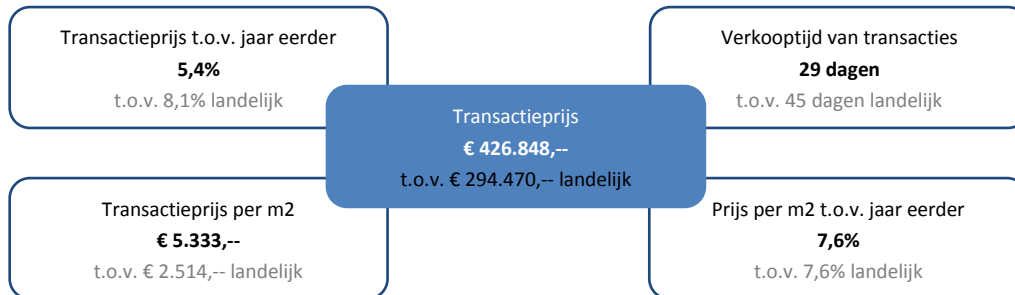 Transactieprijs t.o.v. jaar eerder
5,4%
t.o.v. 8,1% landelijk
Verkooptijd van transacties
29 dagen
t.o.v. 45 dagen landelijk
Transactieprijs
€ 426.848,--
t.o.v. € 294.470,-- landelijk
Transactieprijs per m2
€ 5.333,--
t.o.v. € 2.514,-- landelijk
Prijs per m2 t.o.v. jaar eerder
7,6%
t.o.v. 7,6% landelijk